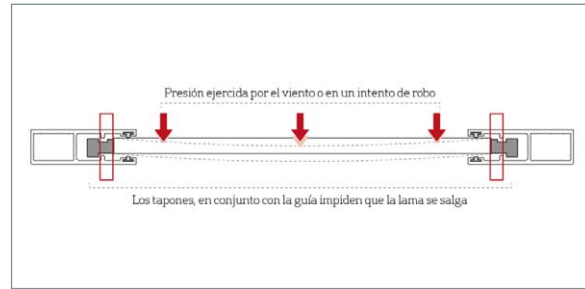 Presión ejercida por el viento o en un intento de robo
Los tapones, en conjunto con la guía impiden que la lama se salga